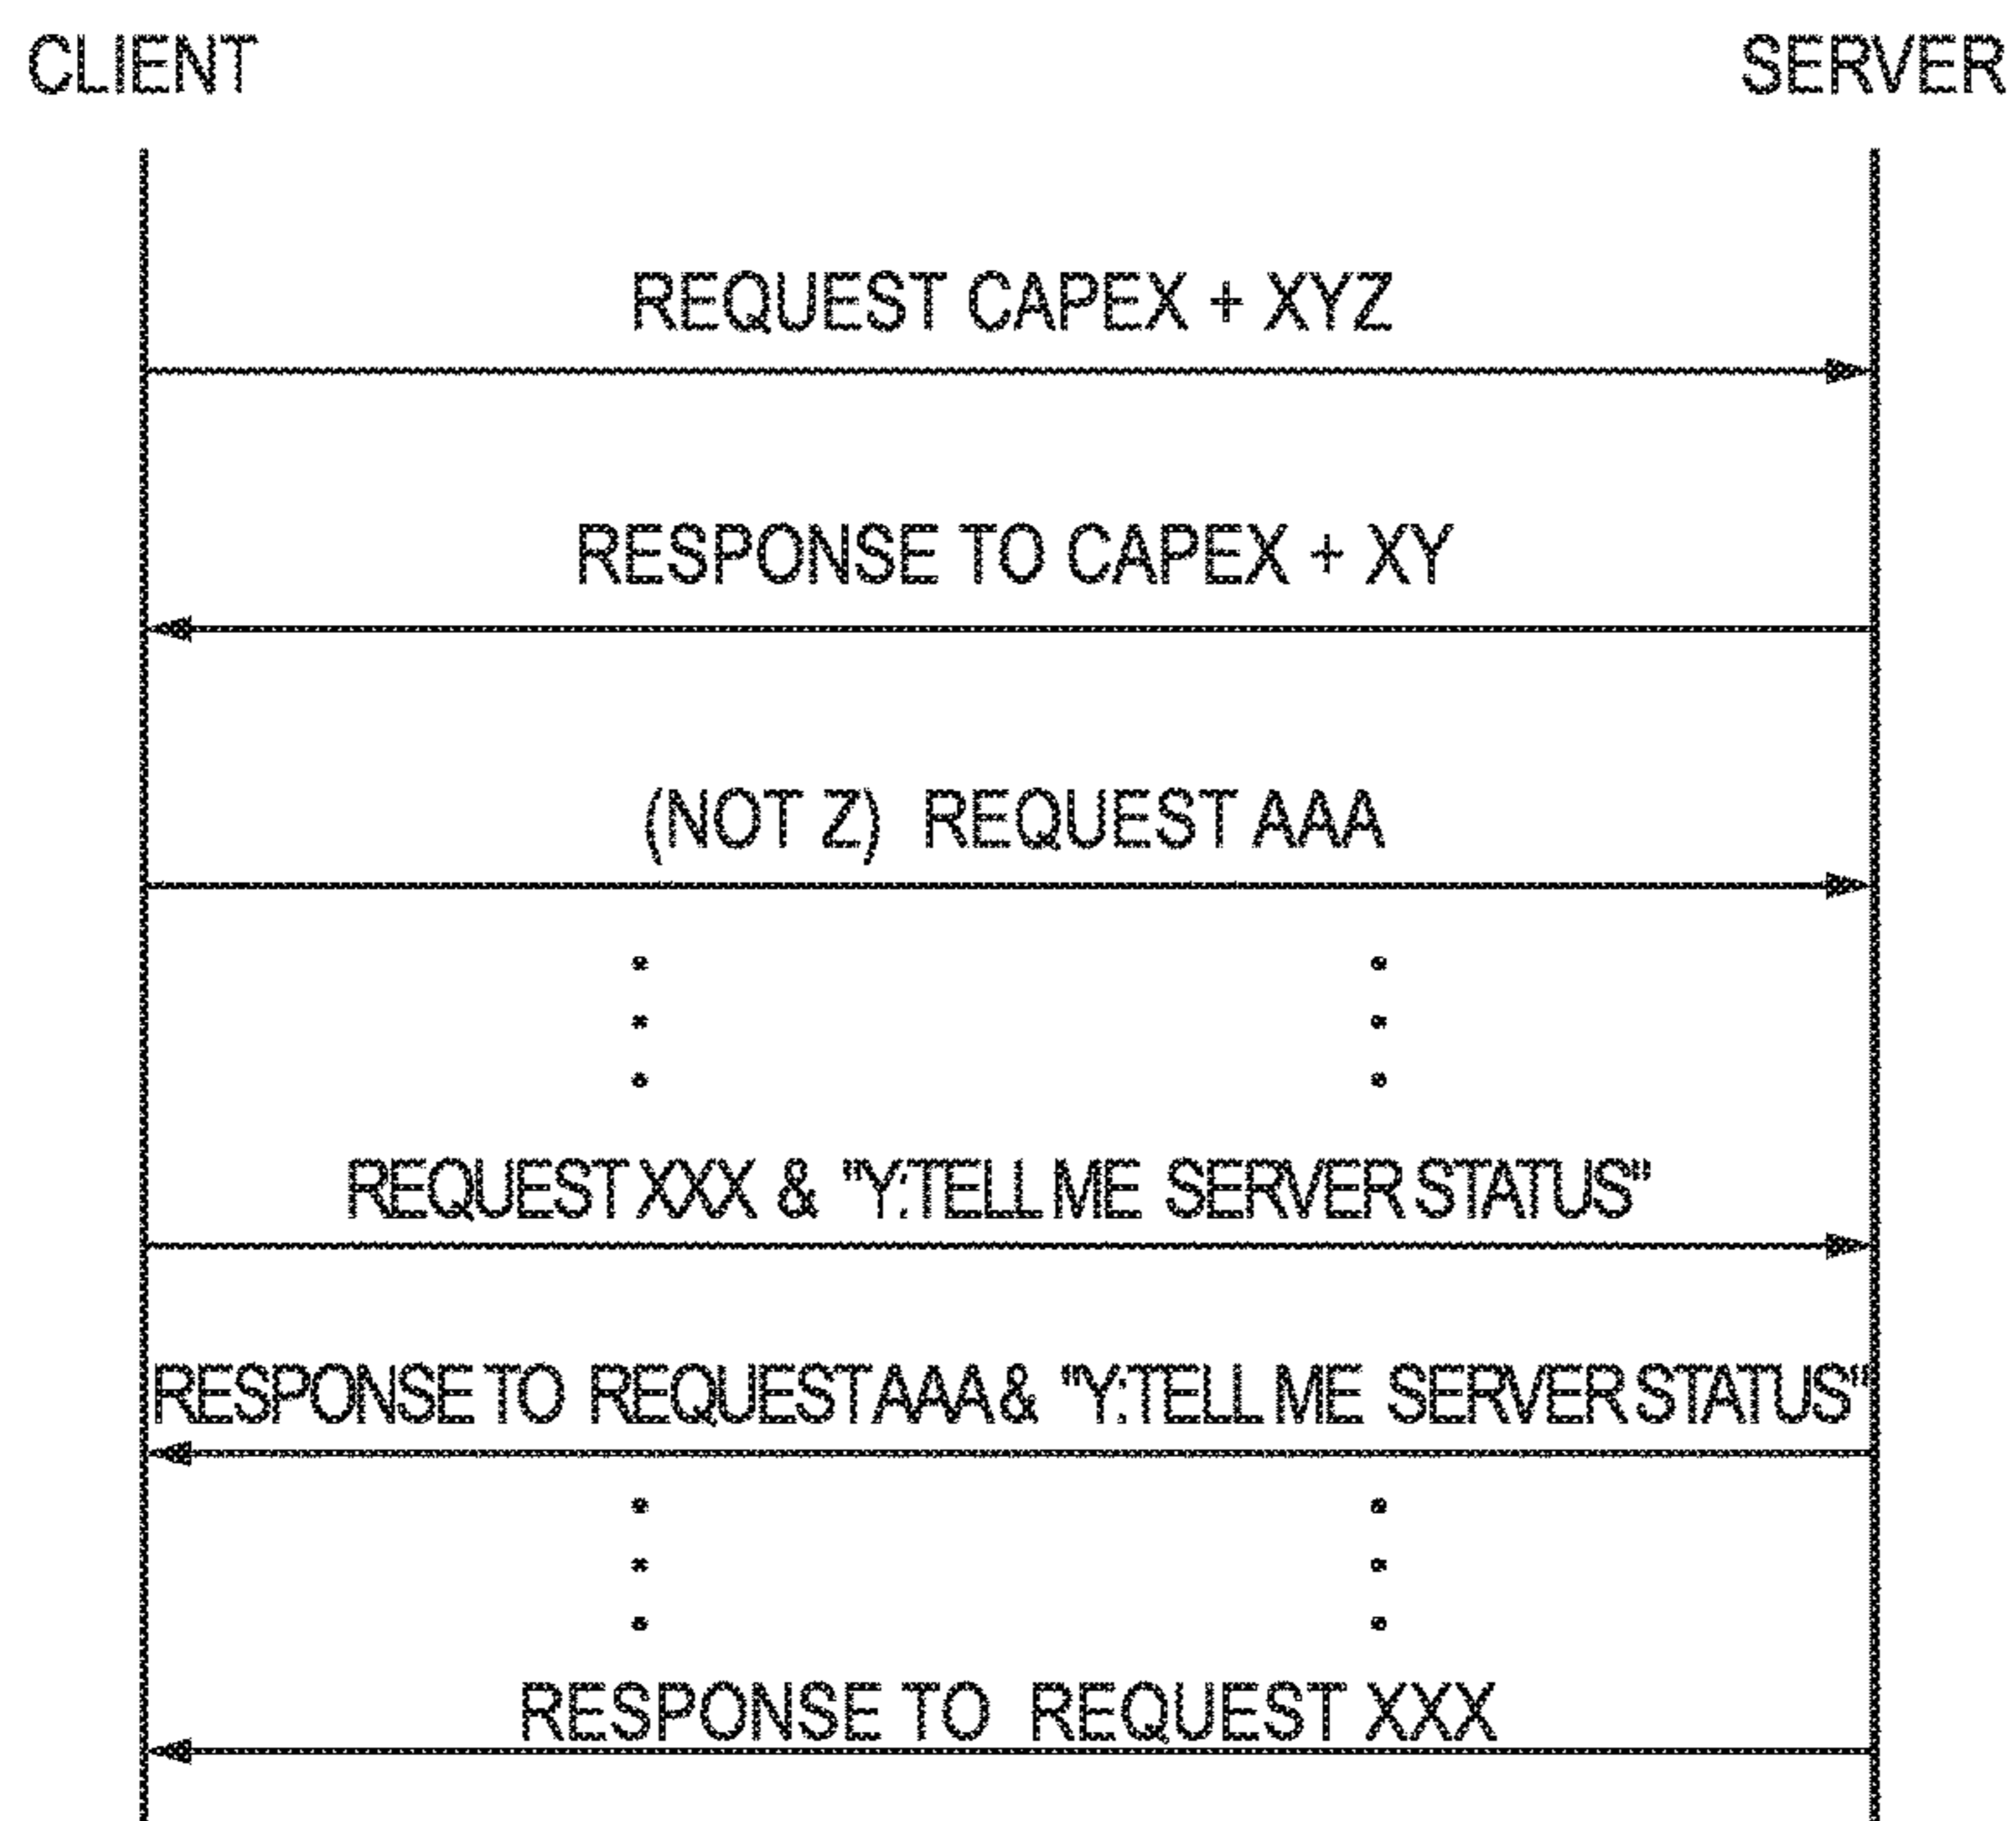 CLIENT SERVER
REQUEST CAPEX + XYZ
RESPONSE TO CAPEX + XY
(NOT Z) REQUEST AAA
REQUEST XXX & "Y:TELL ME SERVER STATUS"
RESPONSE TO REQUEST AAA & "Y:TELL ME SERVER STATUS"
RESPONSE TO REQUEST XXX